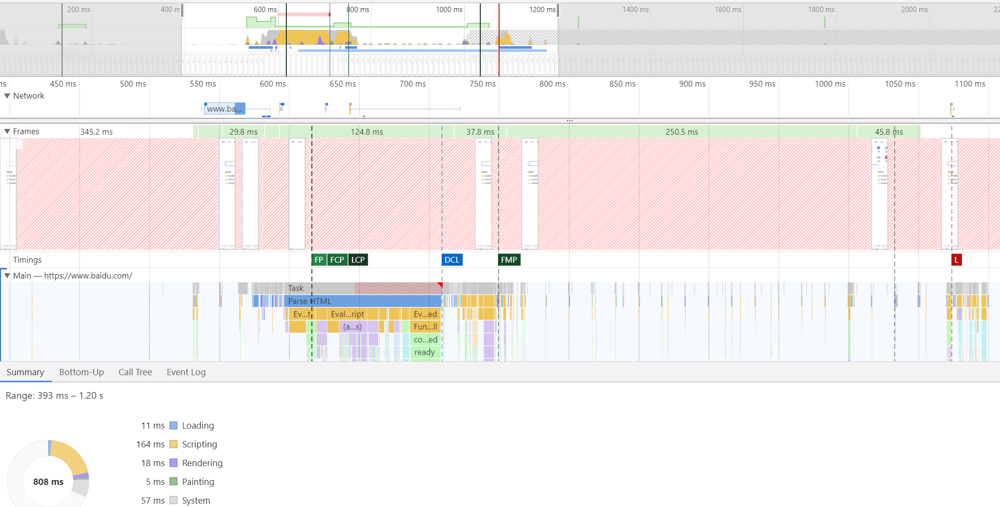 200 ms 400 m 600 ms 800 ms 1000 ms 1200 ms 1400 ms 1600 ms 1800 ms 2000 ms 22
ns 450 ms 500 ms 550 ms 600 ms 650 ms 700 ms 750 ms 800 ms 850 ms 900 ms 950 ms 1000 ms 1050 ms 1100 ms
Network
www.ba...
...
Frames 345.2 ms 29.8 ms 124.8 ms 37.8 ms 250.5 ms 45.8 ms
Timings FP FCP LCP DCL FMP L
Main — https://www.baidu.com/
Task
Parse HTML
Ev...t Eval...ript Ev...ed
(a...s) Fun...ll
co...ed
ready
Summary Bottom-Up Call Tree Event Log
Range: 393 ms – 1.20 s
11 ms Loading
164 ms Scripting
18 ms Rendering
808 ms 5 ms Painting
57 ms System